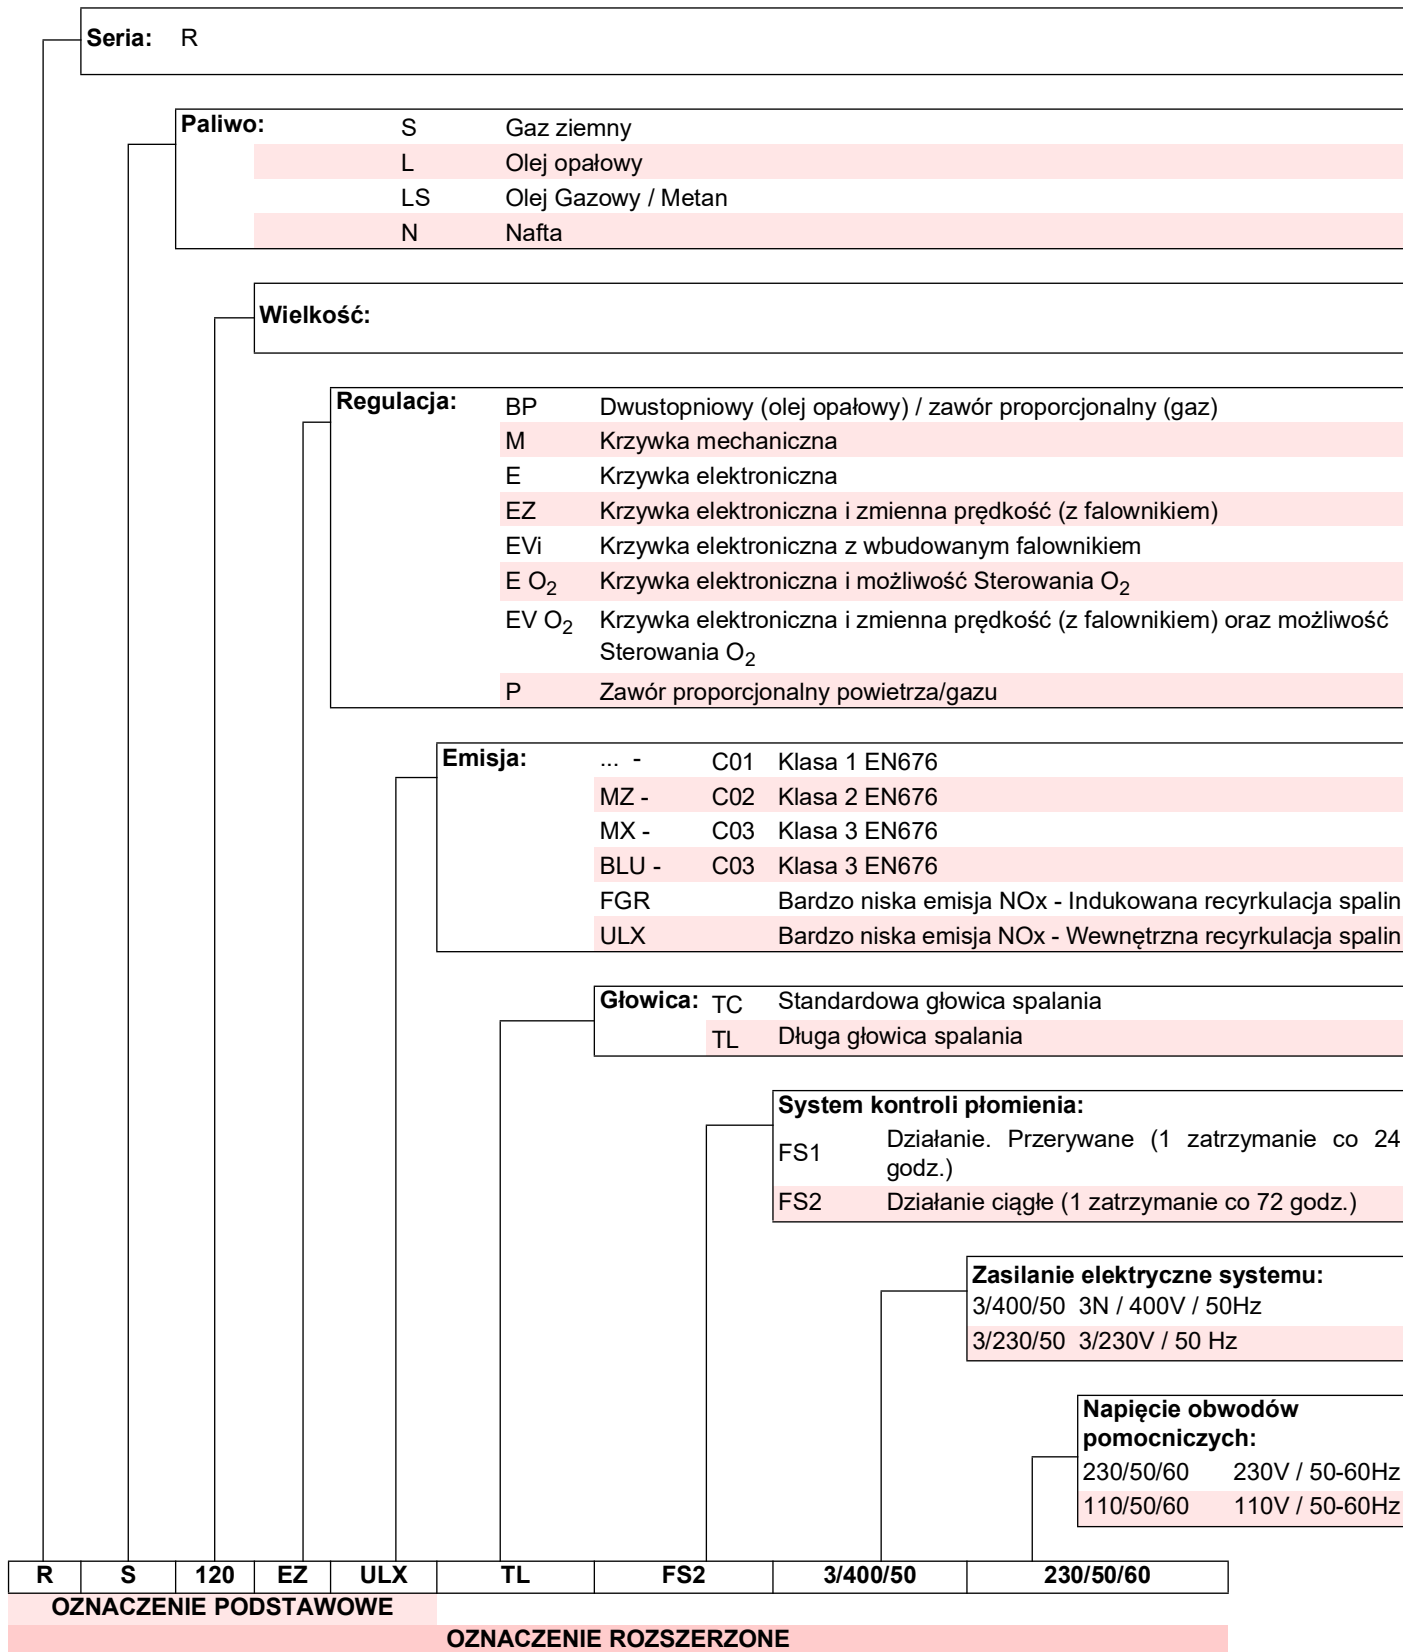 Seria: R
Paliwo: S Gaz ziemny
L Olej opałowy
LS Olej Gazowy / Metan
N Nafta
Wielkość:
Regulacja: BP Dwustopniowy (olej opałowy) / zawór proporcjonalny (gaz)
M Krzywka mechaniczna
E Krzywka elektroniczna
EZ Krzywka elektroniczna i zmienna prędkość (z falownikiem)
EVi Krzywka elektroniczna z wbudowanym falownikiem
E O2 Krzywka elektroniczna i możliwość Sterowania O2
EV O2 Krzywka elektroniczna i zmienna prędkość (z falownikiem) oraz możliwość
Sterowania O2
P Zawór proporcjonalny powietrza/gazu
Emisja: ... - C01 Klasa 1 EN676
MZ - C02 Klasa 2 EN676
MX - C03 Klasa 3 EN676
BLU - C03 Klasa 3 EN676
FGR Bardzo niska emisja NOx - Indukowana recyrkulacja spalin
ULX Bardzo niska emisja NOx - Wewnętrzna recyrkulacja spalin
Głowica: TC Standardowa głowica spalania
TL Długa głowica spalania
System kontroli płomienia:
FS1 Działanie. Przerywane (1 zatrzymanie co 24
godz.)
FS2 Działanie ciągłe (1 zatrzymanie co 72 godz.)
Zasilanie elektryczne systemu:
3/400/50 3N / 400V / 50Hz
3/230/50 3/230V / 50 Hz
Napięcie obwodów
pomocniczych:
230/50/60 230V / 50-60Hz
110/50/60 110V / 50-60Hz
R S 120 EZ ULX TL FS2 3/400/50 230/50/60
OZNACZENIE PODSTAWOWE
OZNACZENIE ROZSZERZONE